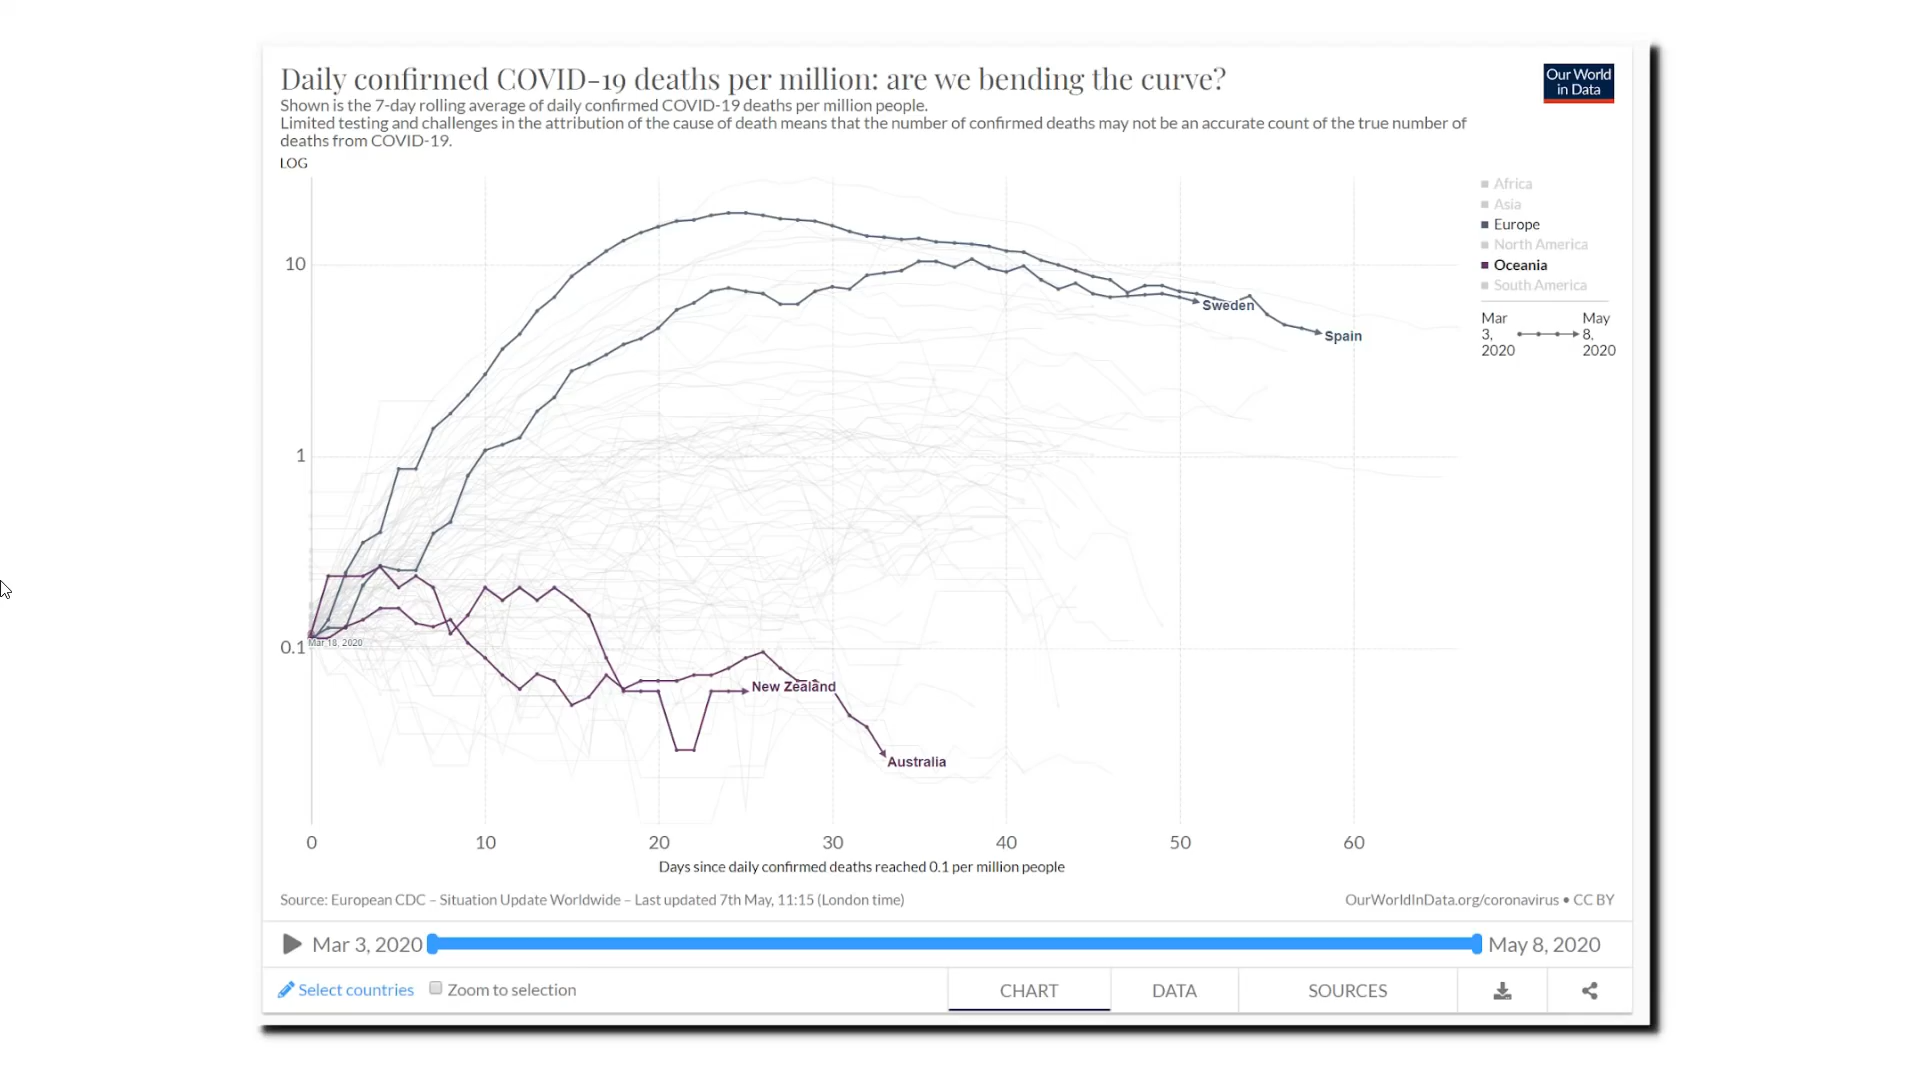 Daily confirmed COVID-19 deaths per million: are we bending the curve?
Our World
in Data
Shown is the 7-day rolling average of daily confirmed COVID-19 deaths per million people.
Limited testing and challenges in the attribution of the cause of death means that the number of confirmed deaths may not be an accurate count of the true number of
deaths from COVID-19.
LOG
Africa
Asia
Europe
North America
Oceania
South America
Mar
3,
2020
May
8,
2020
10
1
0.1
Sweden
Spain
Mar 18, 2020
New Zealand
Australia
0
10
20
30
40
50
60
Days since daily confirmed deaths reached 0.1 per million people
Source: European CDC – Situation Update Worldwide – Last updated 7th May, 11:15 (London time)
OurWorldInData.org/coronavirus • CC BY
Mar 3, 2020
May 8, 2020
Select countries
Zoom to selection
CHART
DATA
SOURCES